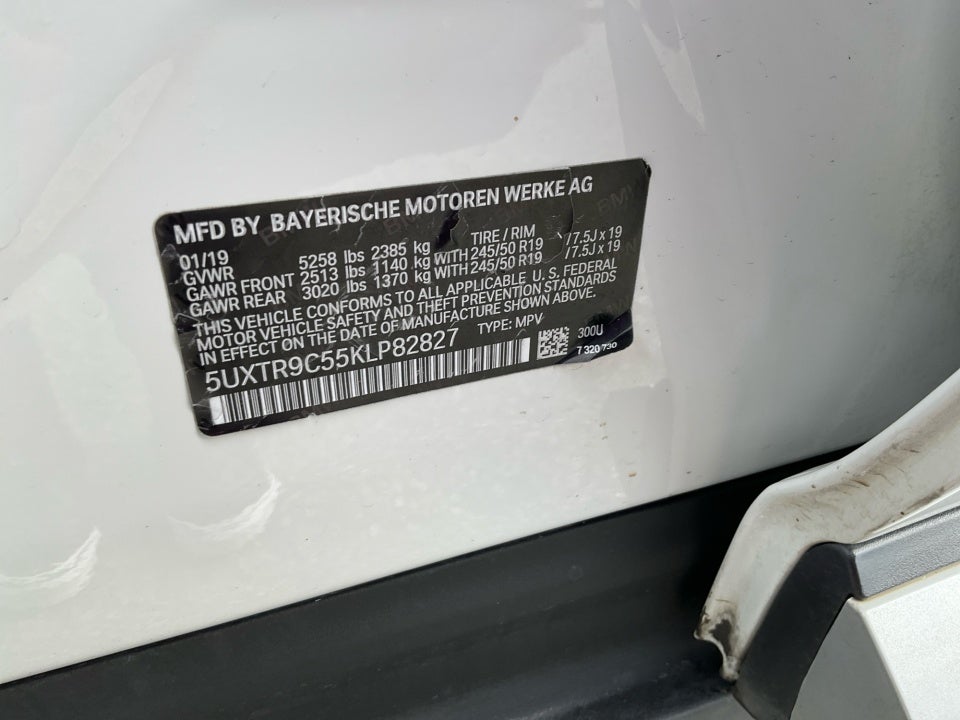 MFD BY BAYERISCHE MOTOREN WERKE AG
01/19 TIRE / RIM
GVWR 5258 lbs 2385 kg
GAWR FRONT 2513 lbs 1140 kg WITH 245/50 R19 / 7.5J x 19
GAWR REAR 3020 lbs 1370 kg WITH 245/50 R19 / 7.5J x 19
THIS VEHICLE CONFORMS TO ALL APPLICABLE U. S. FEDERAL
MOTOR VEHICLE SAFETY AND THEFT PREVENTION STANDARDS
IN EFFECT ON THE DATE OF MANUFACTURE SHOWN ABOVE.
5UXTR9C55KLP82827 TYPE: MPV 300U
7 320 730